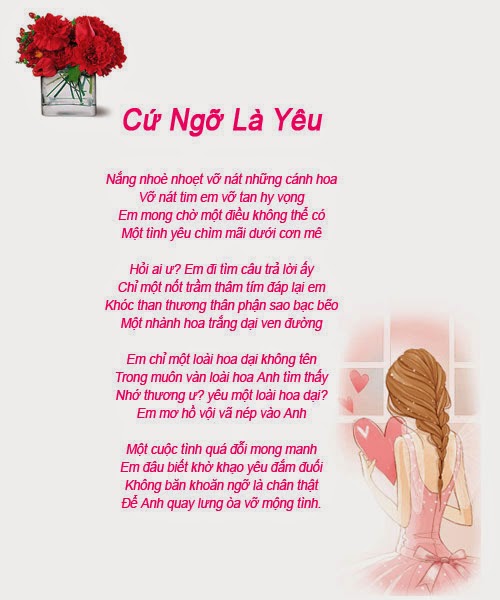 Cứ Ngỡ Là Yêu
Nắng nhoè nhoẹt vỡ nát những cánh hoa
Vỡ nát tim em vỡ tan hy vọng
Em mong chờ một điều không thể có
Một tình yêu chìm mãi dưới cơn mê
Hỏi ai ư? Em đi tìm câu trả lời ấy
Chỉ một nốt trầm thâm tím đáp lại em
Khóc than thương thân phận sao bạc bẽo
Một nhành hoa trắng dại ven đường
Em chỉ một loài hoa dại không tên
Trong muôn vàn loài hoa Anh tìm thấy
Nhớ thương ư? yêu một loài hoa dại?
Em mơ hồ vội vã nép vào Anh
Một cuộc tình quá đỗi mong manh
Em đâu biết khờ khạo yêu đắm đuối
Không băn khoăn ngỡ là chân thật
Để Anh quay lưng òa vỡ mộng tình.